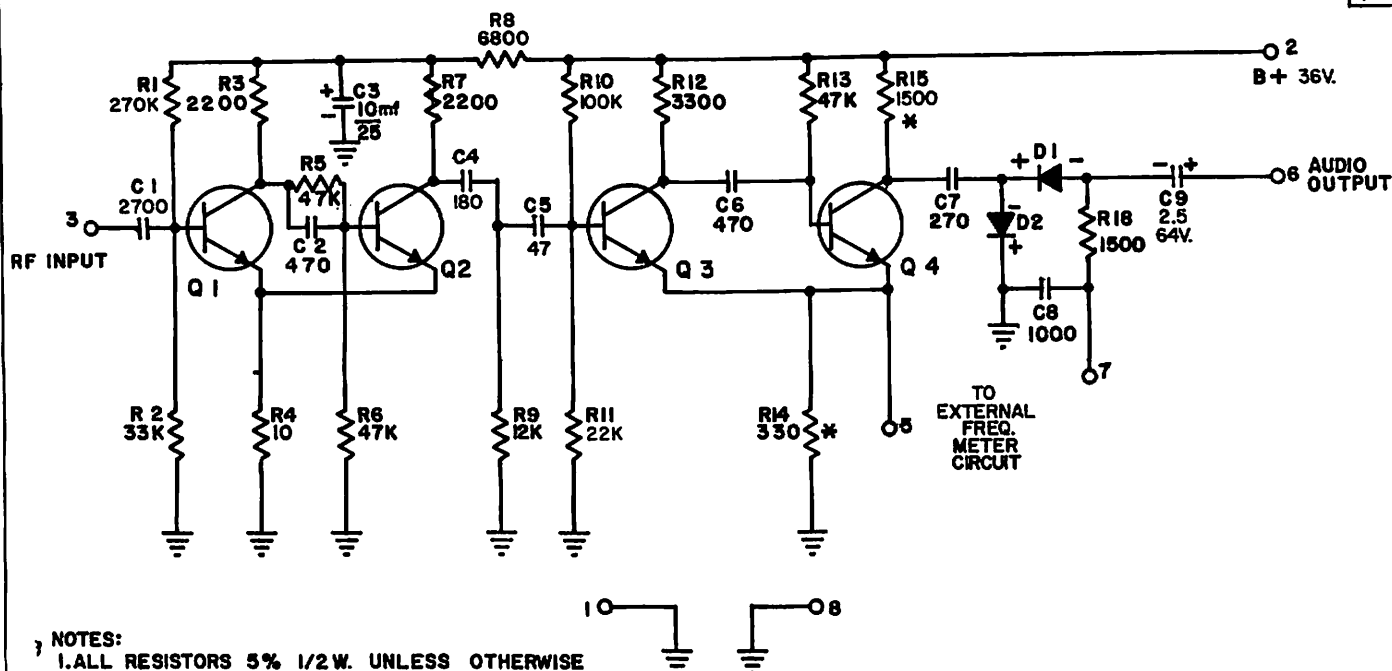 R8
6800
2
B+ 36V.
R1
270K
R3
2200
+ C3
- 10mf
25
R7
2200
R10
100K
R12
3300
R13
47K
R15
1500
*
R5
47K
C4
180
C1
2700
3
RF INPUT
C2
470
Q1
Q2
C5
47
Q3
C6
470
Q4
C7
270
+ D1 -
-
D2
+
- +
C9
2.5
64V.
6 AUDIO
OUTPUT
R18
1500
C8
1000
7
R2
33K
R4
10
R6
47K
R9
12K
R11
22K
R14
330 *
5
TO
EXTERNAL
FREQ.
METER
CIRCUIT
1
8
NOTES:
1.ALL RESISTORS 5% 1/2W. UNLESS OTHERWISE